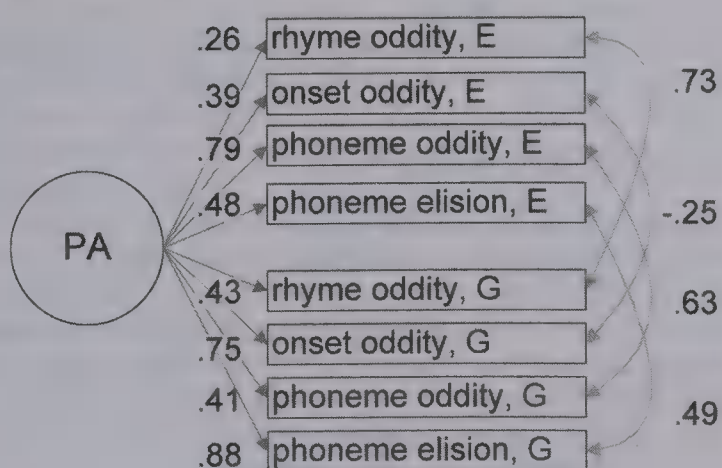 .26 rhyme oddity, E
.73
.39 onset oddity, E
.79 phoneme oddity, E
.48 phoneme elision, E
-.25
PA
.43 rhyme oddity, G
.63
.75 onset oddity, G
.41 phoneme oddity, G
.49
.88 phoneme elision, G